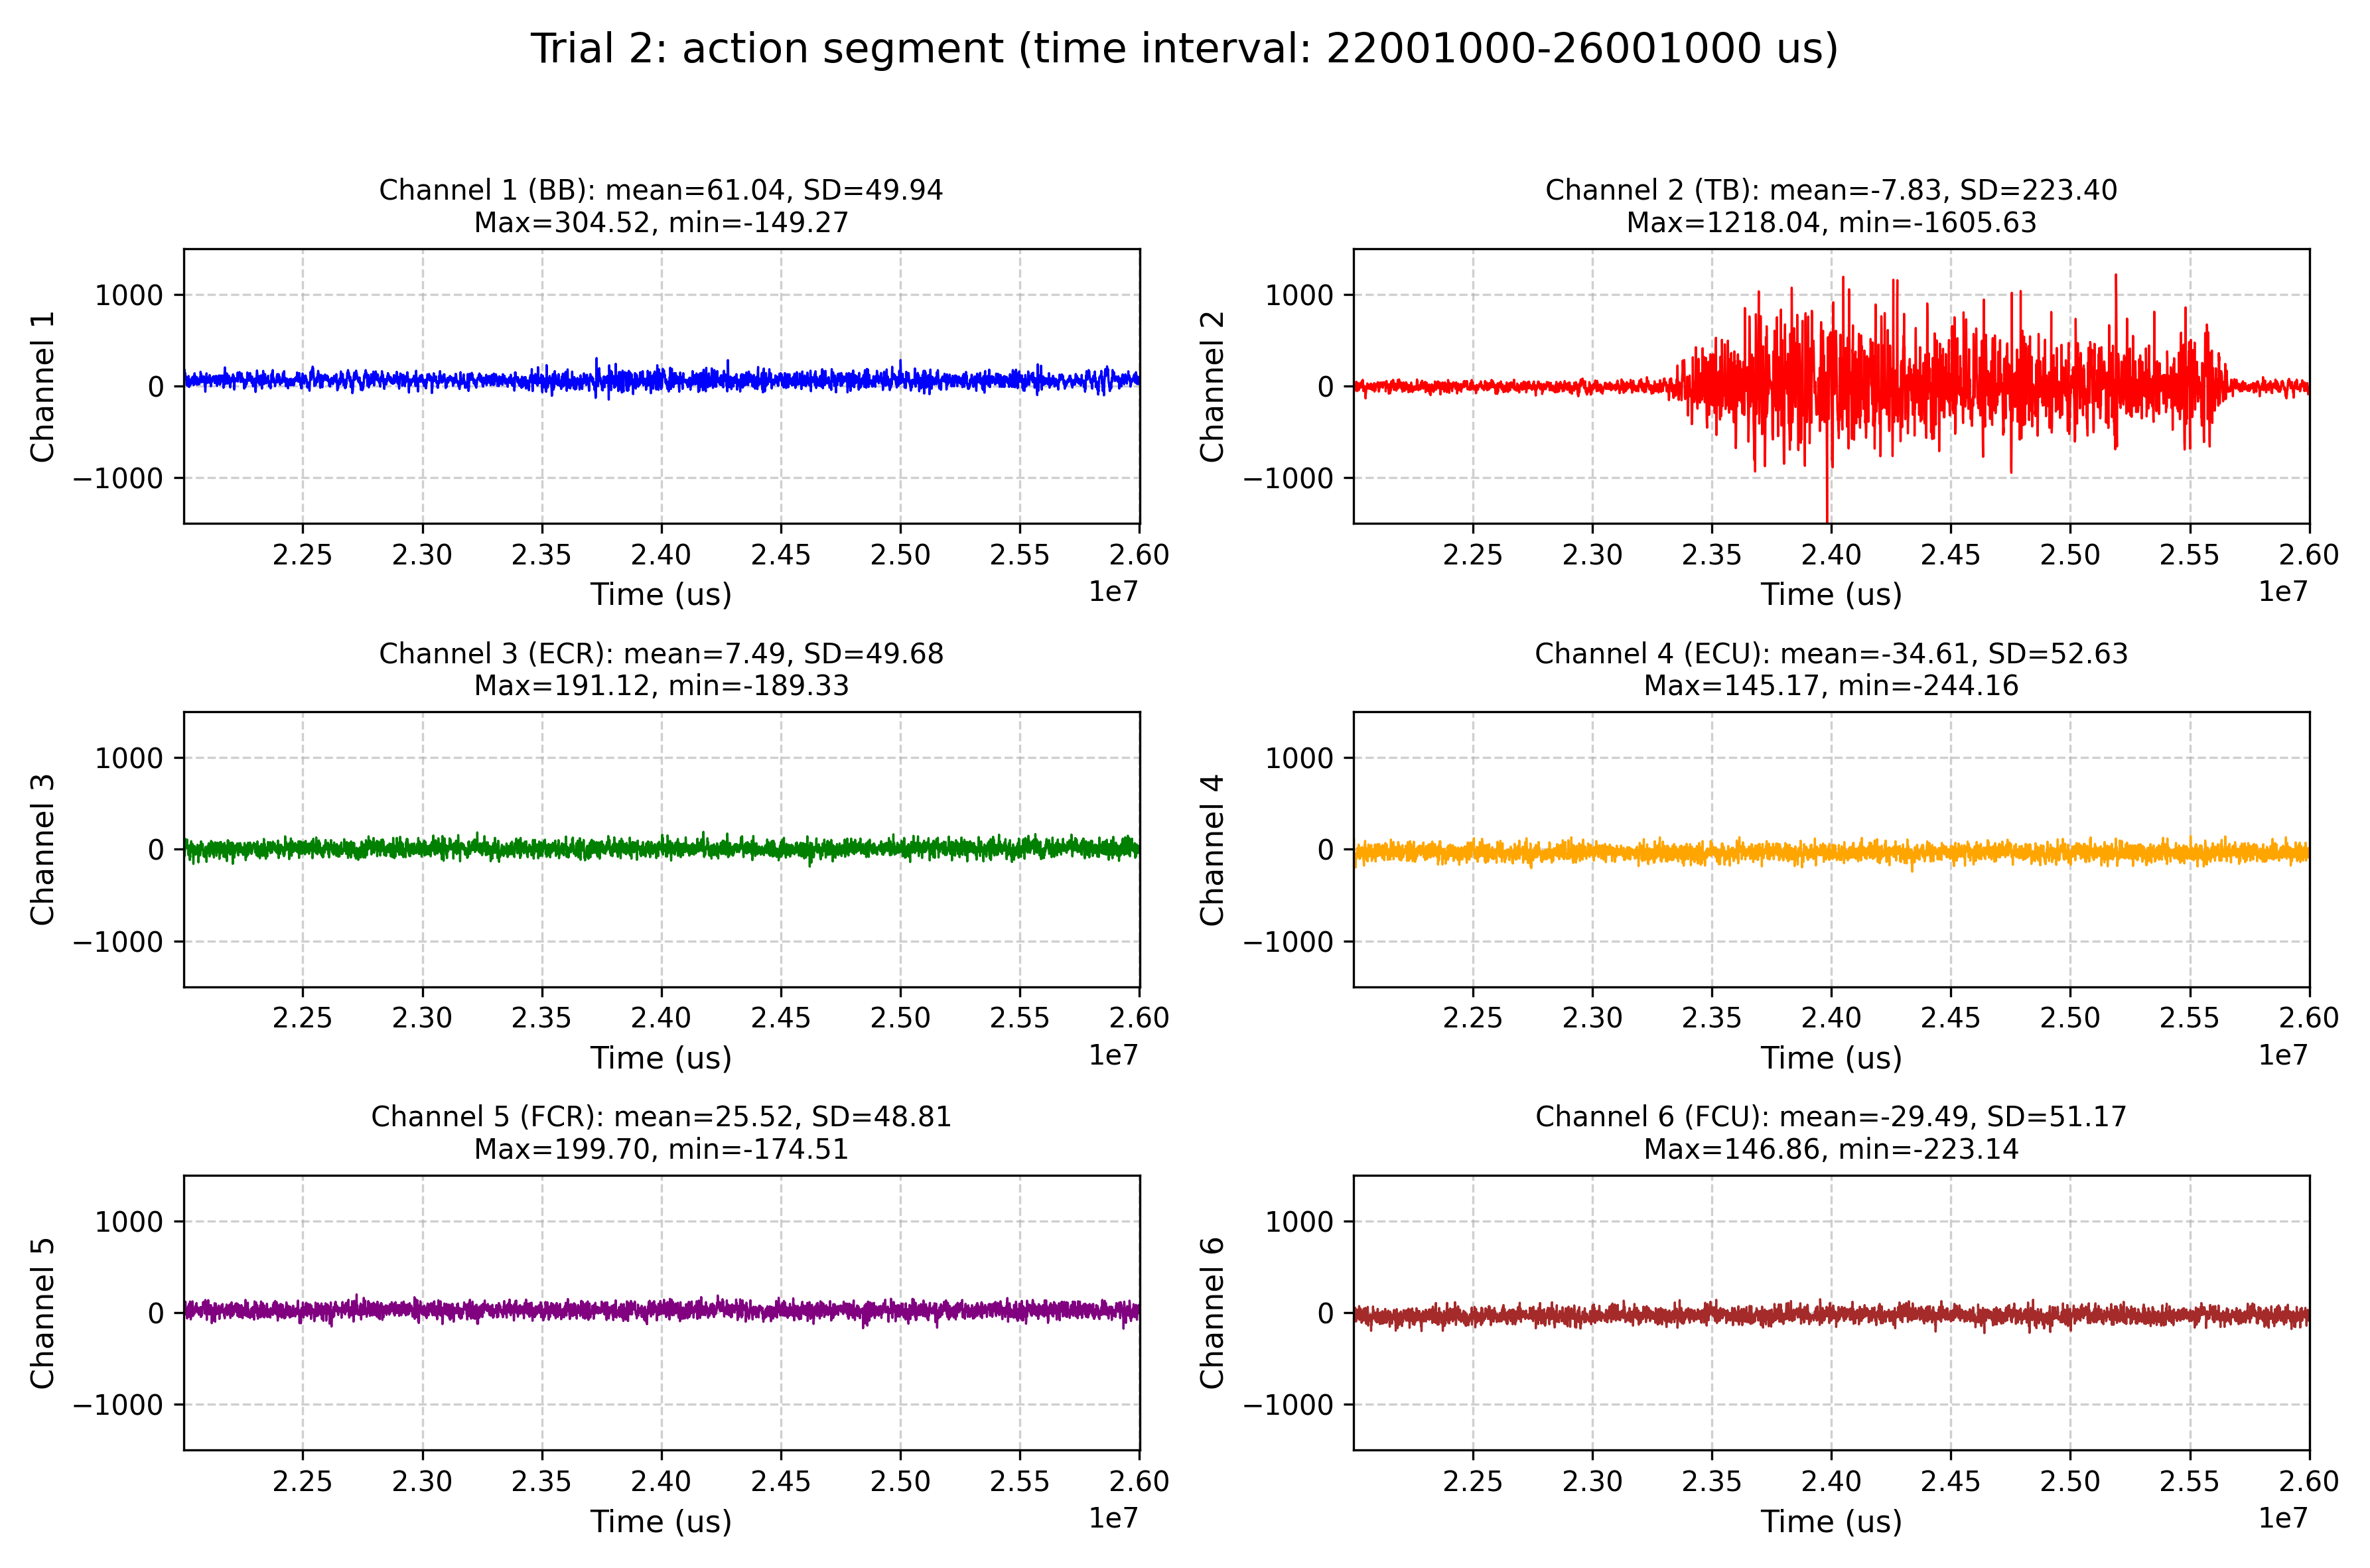 Trial 2: action segment (time interval: 22001000-26001000 us)
Channel 1 (BB): mean=61.04, SD=49.94
Max=304.52, min=-149.27
Channel 1
1000
0
−1000
2.25 2.30 2.35 2.40 2.45 2.50 2.55 2.60
Time (us)
1e7
Channel 2 (TB): mean=-7.83, SD=223.40
Max=1218.04, min=-1605.63
Channel 2
1000
0
−1000
2.25 2.30 2.35 2.40 2.45 2.50 2.55 2.60
Time (us)
1e7
Channel 3 (ECR): mean=7.49, SD=49.68
Max=191.12, min=-189.33
Channel 3
1000
0
−1000
2.25 2.30 2.35 2.40 2.45 2.50 2.55 2.60
Time (us)
1e7
Channel 4 (ECU): mean=-34.61, SD=52.63
Max=145.17, min=-244.16
Channel 4
1000
0
−1000
2.25 2.30 2.35 2.40 2.45 2.50 2.55 2.60
Time (us)
1e7
Channel 5 (FCR): mean=25.52, SD=48.81
Max=199.70, min=-174.51
Channel 5
1000
0
−1000
2.25 2.30 2.35 2.40 2.45 2.50 2.55 2.60
Time (us)
1e7
Channel 6 (FCU): mean=-29.49, SD=51.17
Max=146.86, min=-223.14
Channel 6
1000
0
−1000
2.25 2.30 2.35 2.40 2.45 2.50 2.55 2.60
Time (us)
1e7